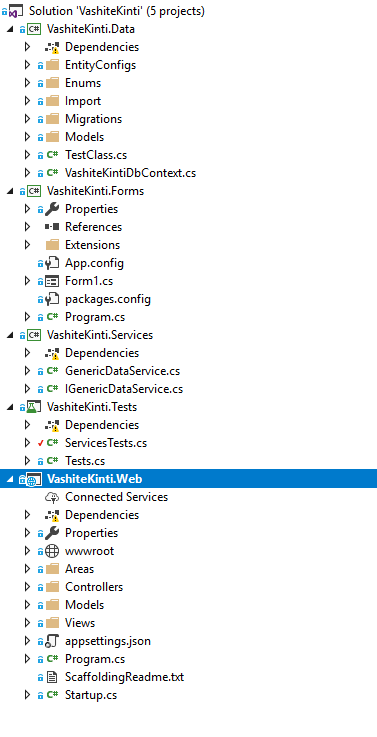 Solution 'VashiteKinti' (5 projects)
C# VashiteKinti.Data
Dependencies
EntityConfigs
Enums
Import
Migrations
Models
C# TestClass.cs
C# VashiteKintiDbContext.cs
C# VashiteKinti.Forms
Properties
References
Extensions
App.config
Form1.cs
packages.config
C# Program.cs
C# VashiteKinti.Services
Dependencies
C# GenericDataService.cs
C# IGenericDataService.cs
VashiteKinti.Tests
Dependencies
C# ServicesTests.cs
C# Tests.cs
VashiteKinti.Web
Connected Services
Dependencies
Properties
wwwroot
Areas
Controllers
Models
Views
appsettings.json
C# Program.cs
ScaffoldingReadme.txt
C# Startup.cs